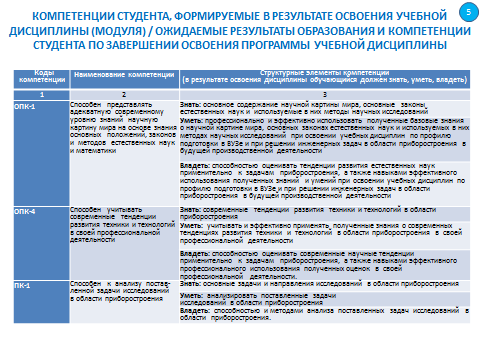 5
КОМПЕТЕНЦИИ СТУДЕНТА, ФОРМИРУЕМЫЕ В РЕЗУЛЬТАТЕ ОСВОЕНИЯ УЧЕБНОЙ
ДИСЦИПЛИНЫ (МОДУЛЯ) / ОЖИДАЕМЫЕ РЕЗУЛЬТАТЫ ОБРАЗОВАНИЯ И КОМПЕТЕНЦИИ
СТУДЕНТА ПО ЗАВЕРШЕНИИ ОСВОЕНИЯ ПРОГРАММЫ УЧЕБНОЙ ДИСЦИПЛИНЫ
Коды
компетенции
Наименование компетенции
Структурные элементы компетенции
(в результате освоения дисциплины обучающийся должен знать, уметь, владеть)
1
2
3
ОПК-1
Способен представлять
адекватную современному
уровню знаний научную
картину мира на основе знания
основных положений, законов
и методов естественных наук
и математики
Знать: основное содержание научной картины мира, основные законы,
естественных наук и используемые в них методы научных исследований
Уметь: профессионально и эффективно использовать полученные базовые знания
о научной картине мира, основных законах естественных наук и используемых в них
методах научных исследований при освоении учебных дисциплин по профилю
подготовки в ВУЗе и при решении инженерных задач в области приборостроения в
будущей производственной деятельности
Владеть: способностью оценивать тенденции развития естественных наук
применительно к задачам приборостроения, а также навыками эффективного
использования полученных знаний и умений при освоении учебных дисциплин по
профилю подготовки в ВУЗе и при решении инженерных задач в области
приборостроения в будущей производственной деятельности
ОПК-4
Способен учитывать
современные тенденции
развития техники и технологий
в своей профессиональной
деятельности
Знать: современные тенденции развития техники и технологий в области
приборостроения
Уметь: учитывать и эффективно применять, полученные знания о современных
тенденциях развития техники и технологий в области приборостроения в своей
профессиональной деятельности
Владеть: способностью оценивать современные научные тенденции
применительно к задачам приборостроения, а также навыками эффективного
профессионального использования полученных оценок в своей
профессиональной деятельности.
ПК-1
Способен к анализу постав-
ленной задачи исследований
в области приборостроения
Знать: основные задачи и направления исследований в области приборостроения
Уметь: анализировать поставленные задачи
исследований в области приборостроения
Владеть: способностью и методами анализа поставленных задач исследований в
области приборостроения.